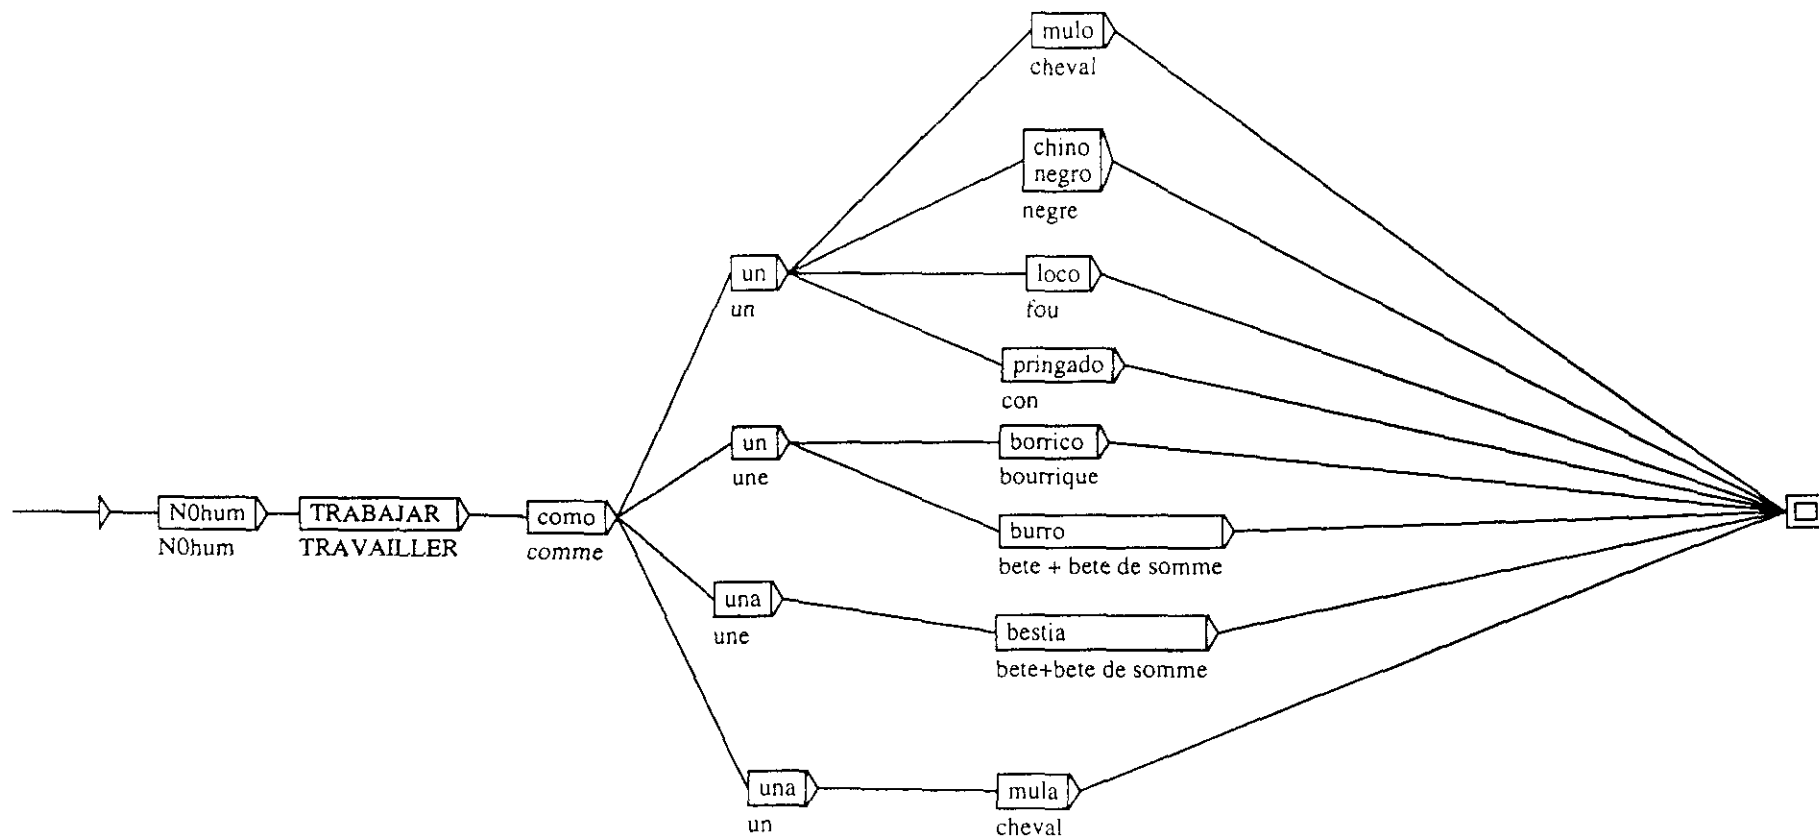 mulo
cheval
chino
negro
negre
un
un
loco
fou
pringado
con
un
une
borrico
bourrique
N0hum
N0hum
TRABAJAR
TRAVAILLER
como
comme
burro
bete + bete de somme
una
une
bestia
bete+bete de somme
una
un
mula
cheval